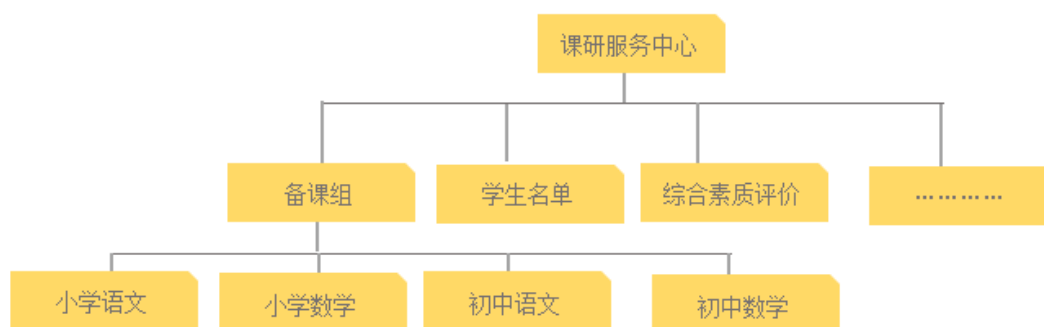 课研服务中心
备课组
学生名单
综合素质评价
…………
小学语文
小学数学
初中语文
初中数学